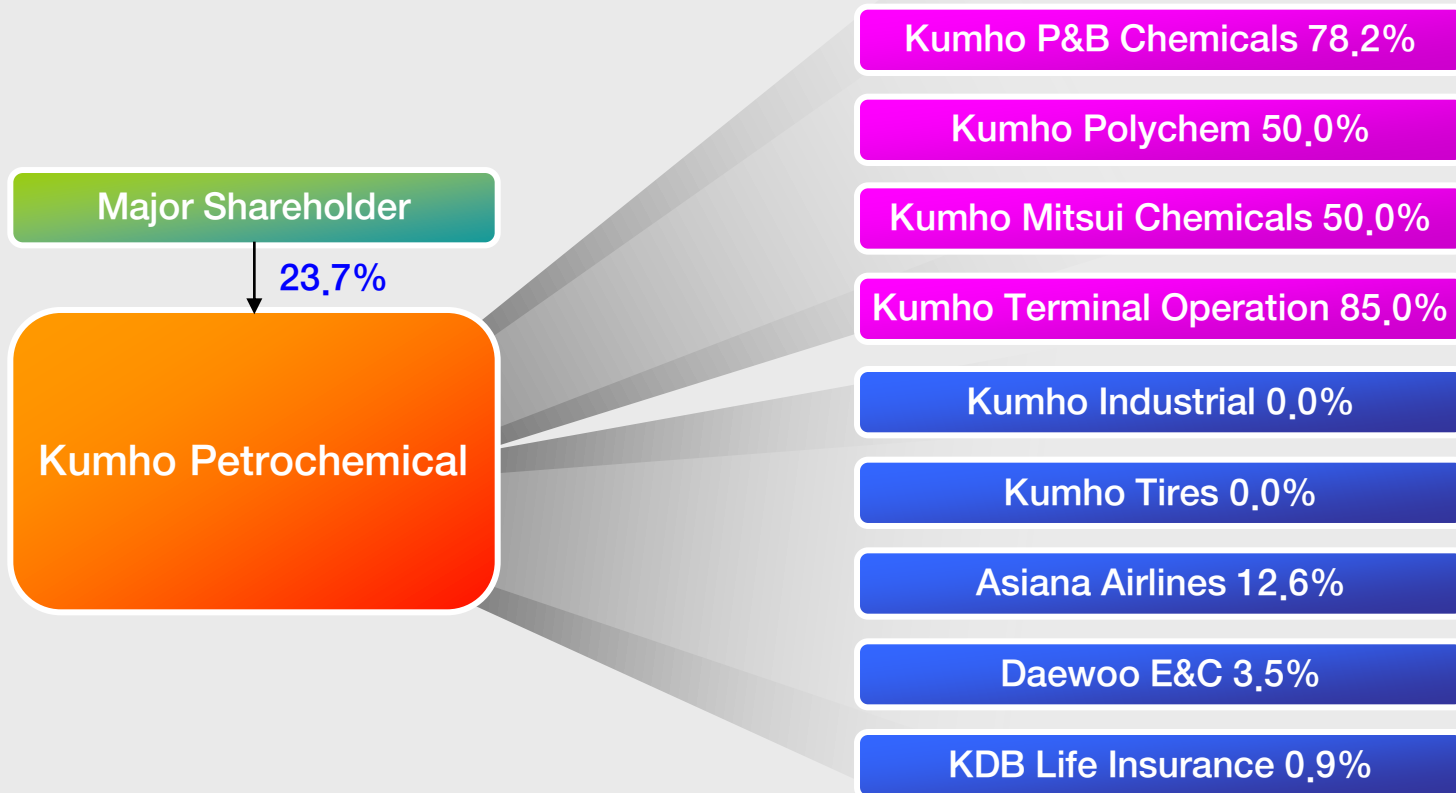 Major Shareholder
23.7%
Kumho Petrochemical
Kumho P&B Chemicals 78.2%
Kumho Polychem 50.0%
Kumho Mitsui Chemicals 50.0%
Kumho Terminal Operation 85.0%
Kumho Industrial 0.0%
Kumho Tires 0.0%
Asiana Airlines 12.6%
Daewoo E&C 3.5%
KDB Life Insurance 0.9%